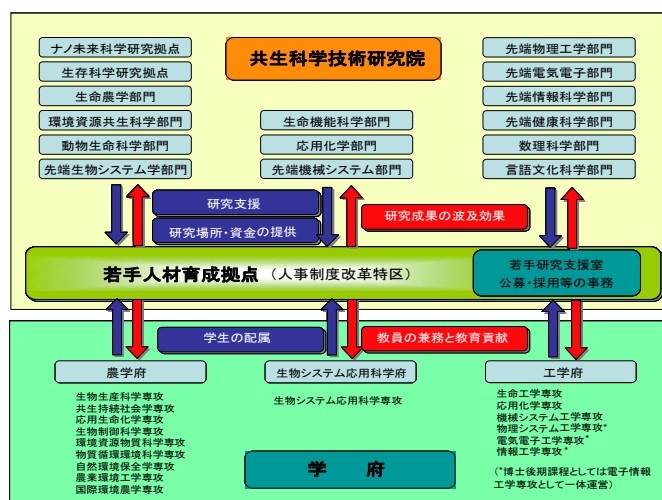 共生科学技術研究院
ナノ未来科学研究拠点
生存科学研究拠点
生命農学部門
環境資源共生科学部門
動物生命科学部門
先端生物システム学部門
生命機能科学部門
応用化学部門
先端機械システム部門
先端物理工学部門
先端電気電子部門
先端情報科学部門
先端健康科学部門
数理科学部門
言語文化科学部門
研究支援
研究場所・資金の提供
研究成果の波及効果
若手人材育成拠点（人事制度改革特区）
若手研究支援室
公募・採用等の事務
学生の配属
教員の兼務と教育貢献
農学府
生物生産科学専攻
共生持続社会学専攻
応用生命化学専攻
生物制御科学専攻
環境資源物質科学専攻
物質循環環境科学専攻
自然環境保全学専攻
農業環境工学専攻
国際環境農学専攻
生物システム応用科学府
生物システム応用科学専攻
工学府
生命工学専攻
応用化学専攻
機械システム工学専攻
物理システム工学専攻*
電気電子工学専攻*
情報工学専攻*
（*博士後期課程としては電子情報
工学専攻として一体運営）
学　府